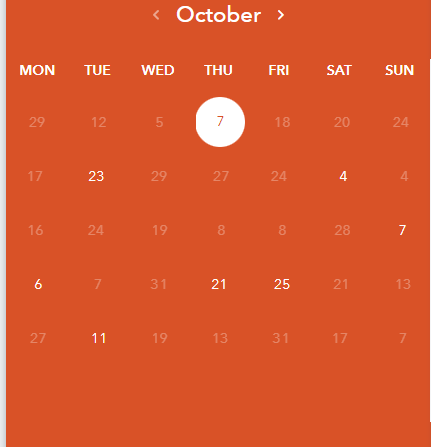 ‹ October ›
MON TUE WED THU FRI SAT SUN
29 12 5 7 18 20 24
17 23 29 27 24 4 4
16 24 19 8 8 28 7
6 7 31 21 25 21 13
27 11 19 13 31 17 7